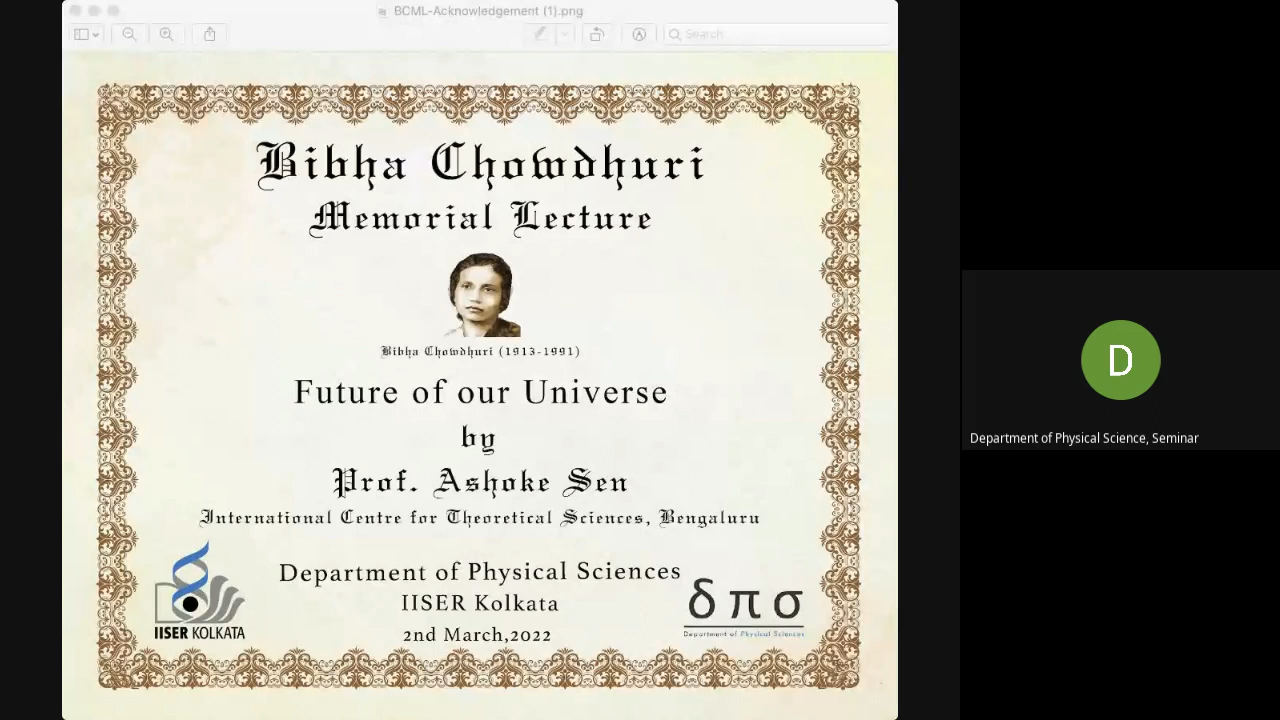 BCML-Acknowledgement (1).png
Search
Bibha Chowdhuri
Memorial Lecture
Bibha Chowdhuri (1913-1991)
Future of our Universe
by
Prof. Ashoke Sen
International Centre for Theoretical Sciences, Bengaluru
Department of Physical Sciences
IISER Kolkata
2nd March,2022
IISER KOLKATA
δ π σ
Department of Physical Sciences
D
Department of Physical Science, Seminar